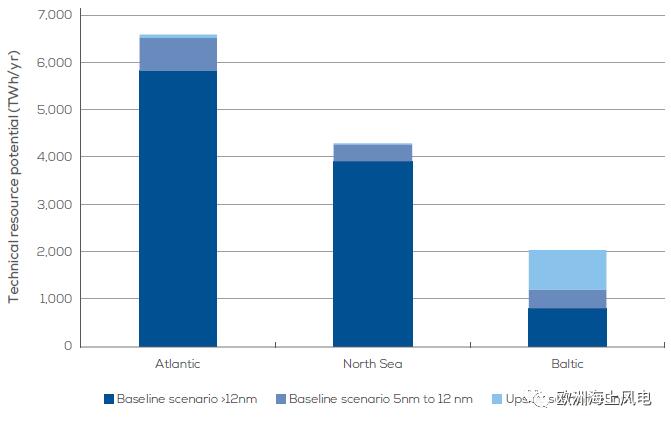 Technical resource potential (TWh/yr)
7,000
6,000
5,000
4,000
3,000
2,000
1,000
0
Atlantic
North Sea
Baltic
Baseline scenario >12nm
Baseline scenario 5nm to 12 nm
欧洲海上风电